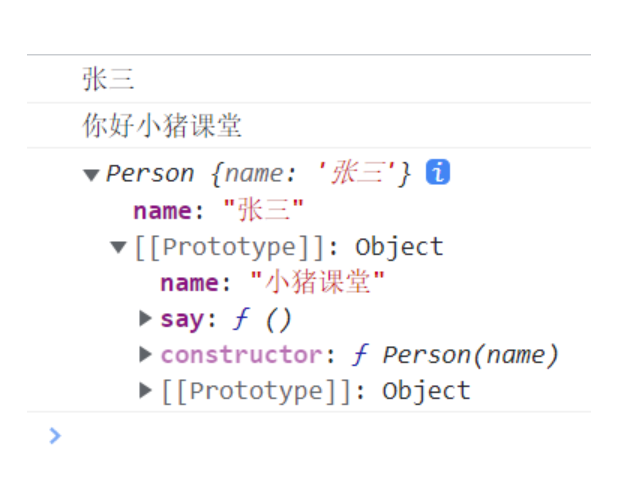 张三
你好小猪课堂
▼Person {name: '张三'} i
name: "张三"
▼[[Prototype]]: Object
name: "小猪课堂"
▶say: ƒ ()
▶constructor: ƒ Person(name)
▶[[Prototype]]: Object
>